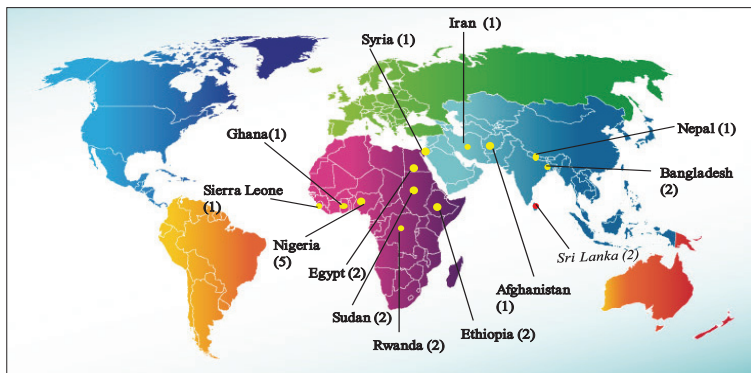 Iran (1)
Syria (1)
Ghana(1)
Nepal (1)
Bangladesh
(2)
Sierra Leone
(1)
Nigeria
(5)
Sri Lanka (2)
Egypt (2)
Afghanistan
(1)
Sudan (2)
Ethiopia (2)
Rwanda (2)